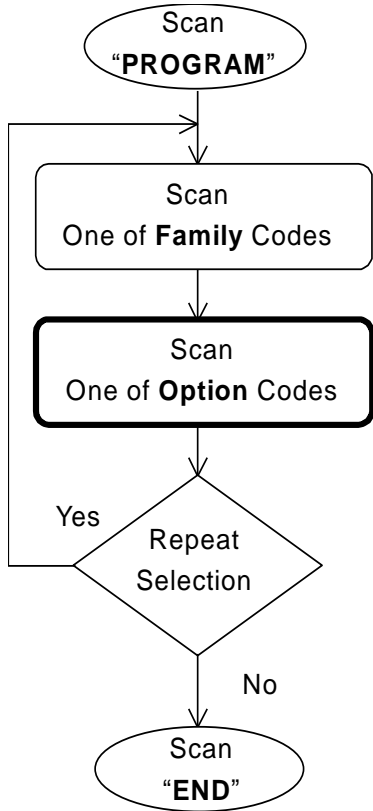 Scan
“PROGRAM”
Scan
One of Family Codes
Scan
One of Option Codes
Yes
Repeat
Selection
No
Scan
“END”